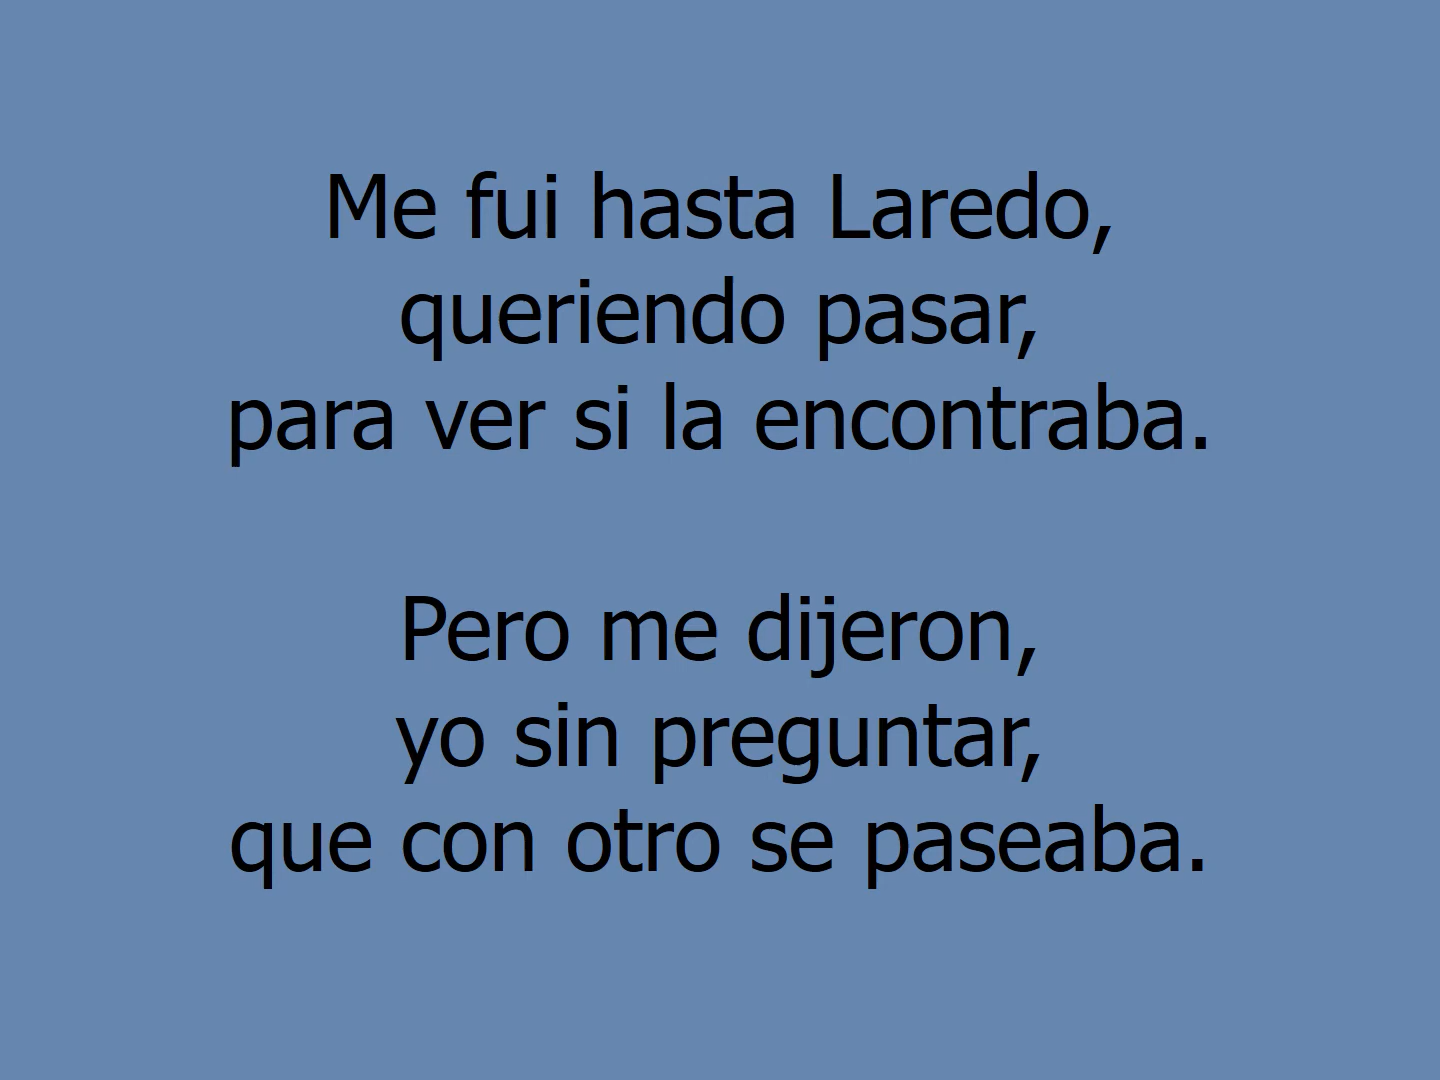 Me fui hasta Laredo,
queriendo pasar,
para ver si la encontraba.
Pero me dijeron,
yo sin preguntar,
que con otro se paseaba.